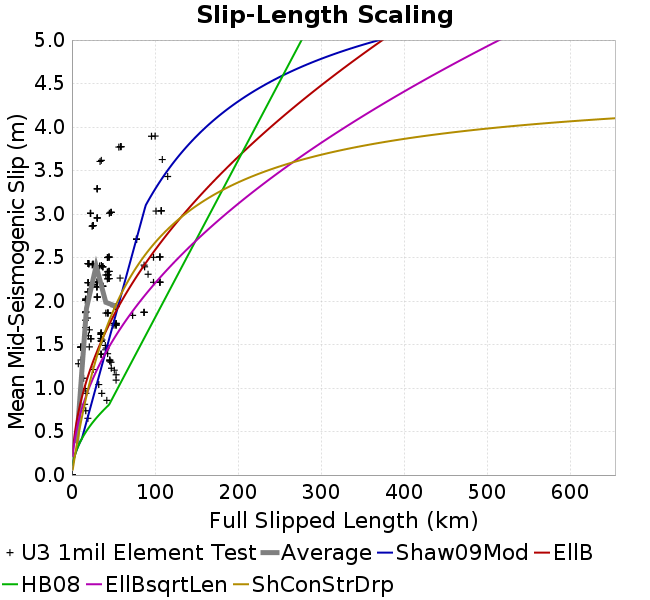 Slip-Length Scaling
Mean Mid-Seismogenic Slip (m)
5.0
4.5
4.0
3.5
3.0
2.5
2.0
1.5
1.0
0.5
0.0
0 100 200 300 400 500 600
Full Slipped Length (km)
U3 1mil Element Test Average Shaw09Mod EllB
HB08 EllBsqrtLen ShConStrDrp